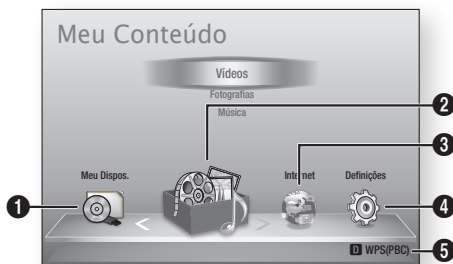 Meu Conteúdo
Vídeos
Fotografias
Música
2
3
Meu Dispos.
Internet
Definições
1
4
D WPS(PBC)
5